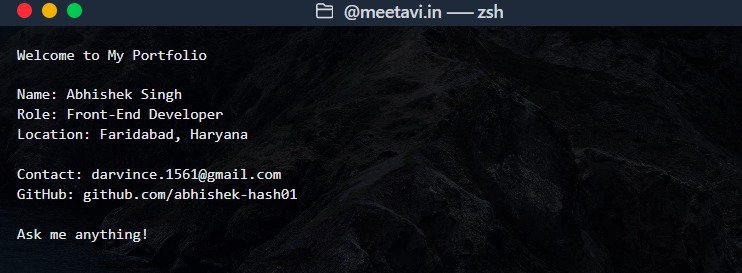 @meetavi.in —— zsh
Welcome to My Portfolio
Name: Abhishek Singh
Role: Front-End Developer
Location: Faridabad, Haryana
Contact: darvince.1561@gmail.com
GitHub: github.com/abhishek-hash01
Ask me anything!